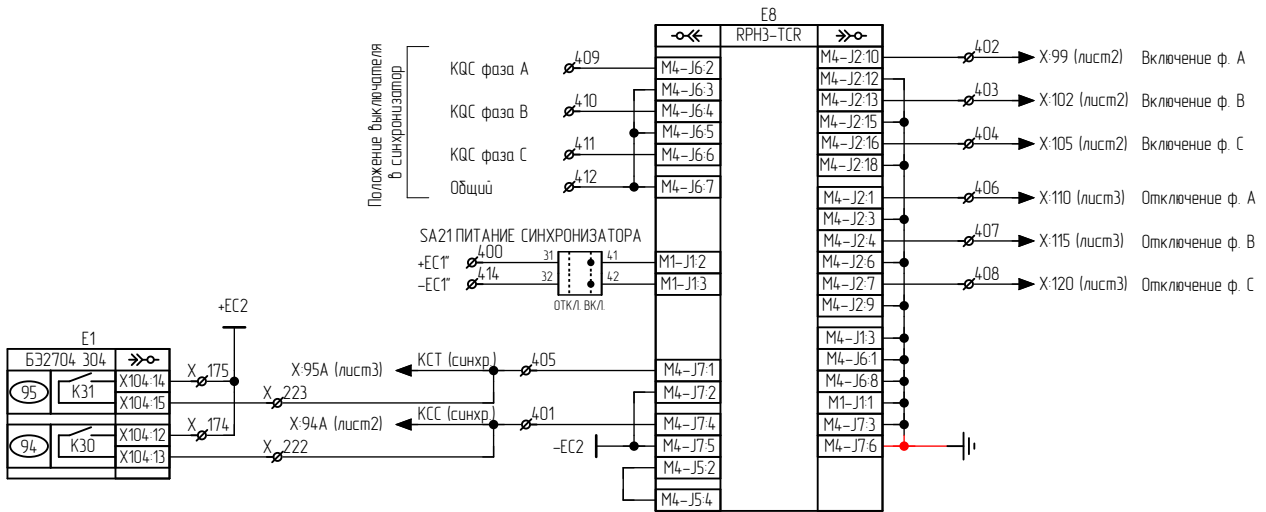 E8
RPH3-TCR
Положение выключателя
в синхронизатор
KQC фаза А
409
M4-J6:2
M4-J6:3
KQC фаза В
410
M4-J6:4
M4-J6:5
KQC фаза С
411
M4-J6:6
Общий
412
M4-J6:7
SA21 ПИТАНИЕ СИНХРОНИЗАТОРА
+EC1"
400
31
41
M1-J1:2
-EC1"
414
32
42
M1-J1:3
ОТКЛ. ВКЛ.
M4-J2:10
402
X:99 (лист2)
Включение ф. А
M4-J2:12
M4-J2:13
403
X:102 (лист2)
Включение ф. В
M4-J2:15
M4-J2:16
404
X:105 (лист2)
Включение ф. С
M4-J2:18
M4-J2:1
406
X:110 (лист3)
Отключение ф. А
M4-J2:3
M4-J2:4
407
X:115 (лист3)
Отключение ф. В
M4-J2:6
M4-J2:7
408
X:120 (лист3)
Отключение ф. С
M4-J2:9
M4-J1:3
M4-J6:1
M4-J6:8
M1-J1:1
M4-J7:3
M4-J7:6
+EC2
E1
БЭ2704 304
95
K31
X104:14
X 175
X104:15
X 223
94
K30
X104:12
X 174
X104:13
X 222
X:95A (лист3)
KCT (синхр.)
405
M4-J7:1
M4-J7:2
X:94A (лист2)
KCC (синхр.)
401
M4-J7:4
-EC2
M4-J7:5
M4-J5:2
M4-J5:4